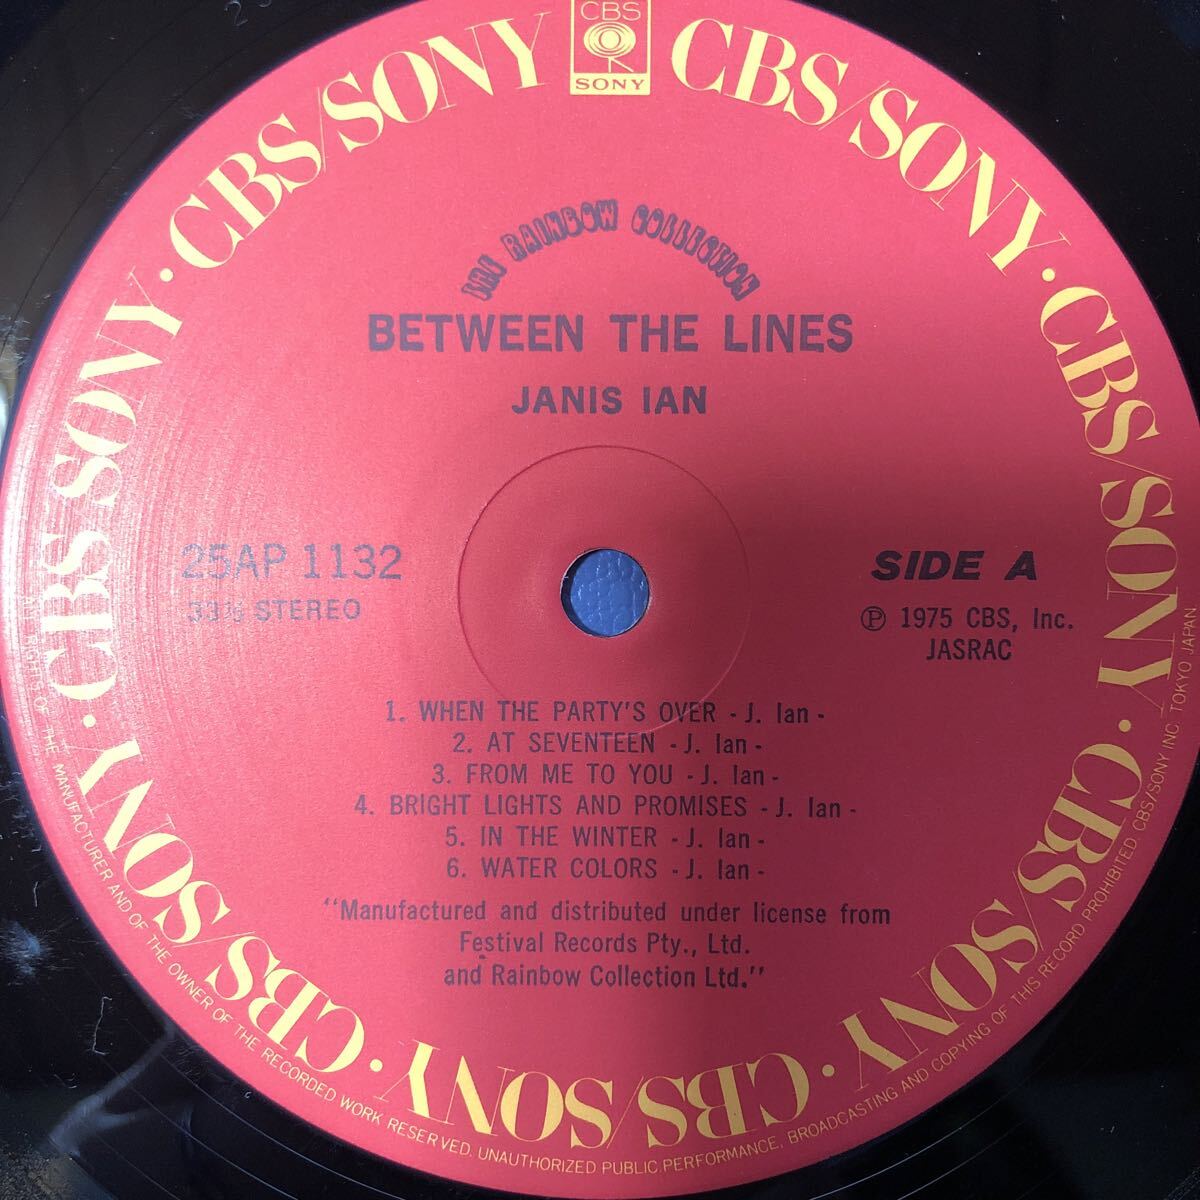 CBS
SONY
CBS/SONY · CBS/SONY · CBS/SONY · CBS/SONY · CBS/SONY · CBS/SONY · CBS/SONY · CBS/SONY
THE RAINBOW COLLECTION
BETWEEN THE LINES
JANIS IAN
25AP 1132
33⅓ STEREO
SIDE A
Ⓟ 1975 CBS, Inc.
JASRAC
1. WHEN THE PARTY'S OVER - J. Ian -
2. AT SEVENTEEN - J. Ian -
3. FROM ME TO YOU - J. Ian -
4. BRIGHT LIGHTS AND PROMISES - J. Ian -
5. IN THE WINTER - J. Ian -
6. WATER COLORS - J. Ian -
"Manufactured and distributed under license from
Festival Records Pty., Ltd.
and Rainbow Collection Ltd."
ALL RIGHTS OF THE MANUFACTURER AND OF THE OWNER OF THE RECORDED WORK RESERVED. UNAUTHORIZED PUBLIC PERFORMANCE, BROADCASTING AND COPYING OF THIS RECORD PROHIBITED CBS/SONY INC. TOKYO JAPAN